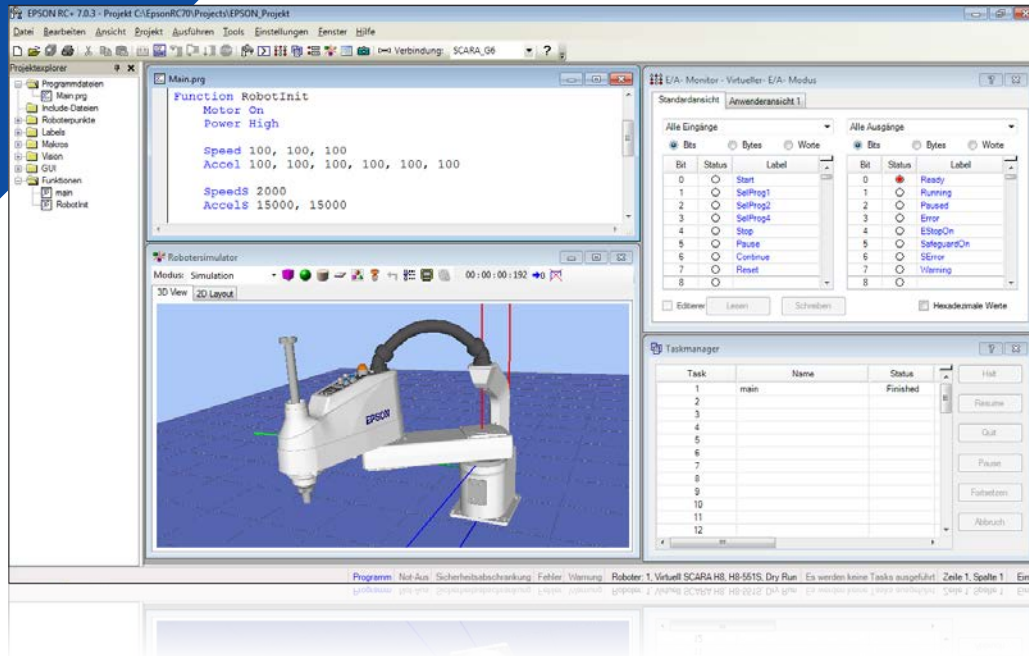 EPSON RC+ 7.0.3 - Projekt C:\EpsonRC70\Projects\EPSON_Projekt
Datei Bearbeiten Ansicht Projekt Ausführen Tools Einstellungen Fenster Hilfe
Verbindung: SCARA_G6
Projektexplorer
Programmdateien
Main.prg
Include-Dateien
Roboterpunkte
Labels
Makros
Vision
GUI
Funktionen
main
RobotInt
Main.prg
Function RobotInit
Motor On
Power High
Speed 100, 100, 100
Accel 100, 100, 100, 100, 100, 100
SpeedS 2000
AccelS 15000, 15000
Robotersimulator
Modus: Simulation 00:00:00:192
3D View 2D Layout
EPSON
E/A- Monitor - Virtueller- E/A- Modus
Standardansicht Anwenderansicht 1
Alle Eingänge Alle Ausgänge
Bits Bytes Worte Bits Bytes Worte
Bit Status Label Bit Status Label
0 Start 0 Ready
1 SelProg1 1 Running
2 SelProg2 2 Paused
3 SelProg4 3 Error
4 Stop 4 EStopOn
5 Pause 5 SafeguardOn
6 Continue 6 SError
7 Reset 7 Warning
8 8
Editieren Lesen Schreiben Hexadezimale Werte
Taskmanager
Task Name Status Halt
1 main Finished
2 Resume
3
4
5 Quit
6
7 Pause
8
9 Fortsetzen
10
11 Abbruch
12
Programm Not-Aus Sicherheitsabschrankung Fehler Warnung Roboter: 1, Virtuell SCARA H8, H8-551S, Dry Run Es werden keine Tasks ausgeführt Zeile 1, Spalte 1 Ein